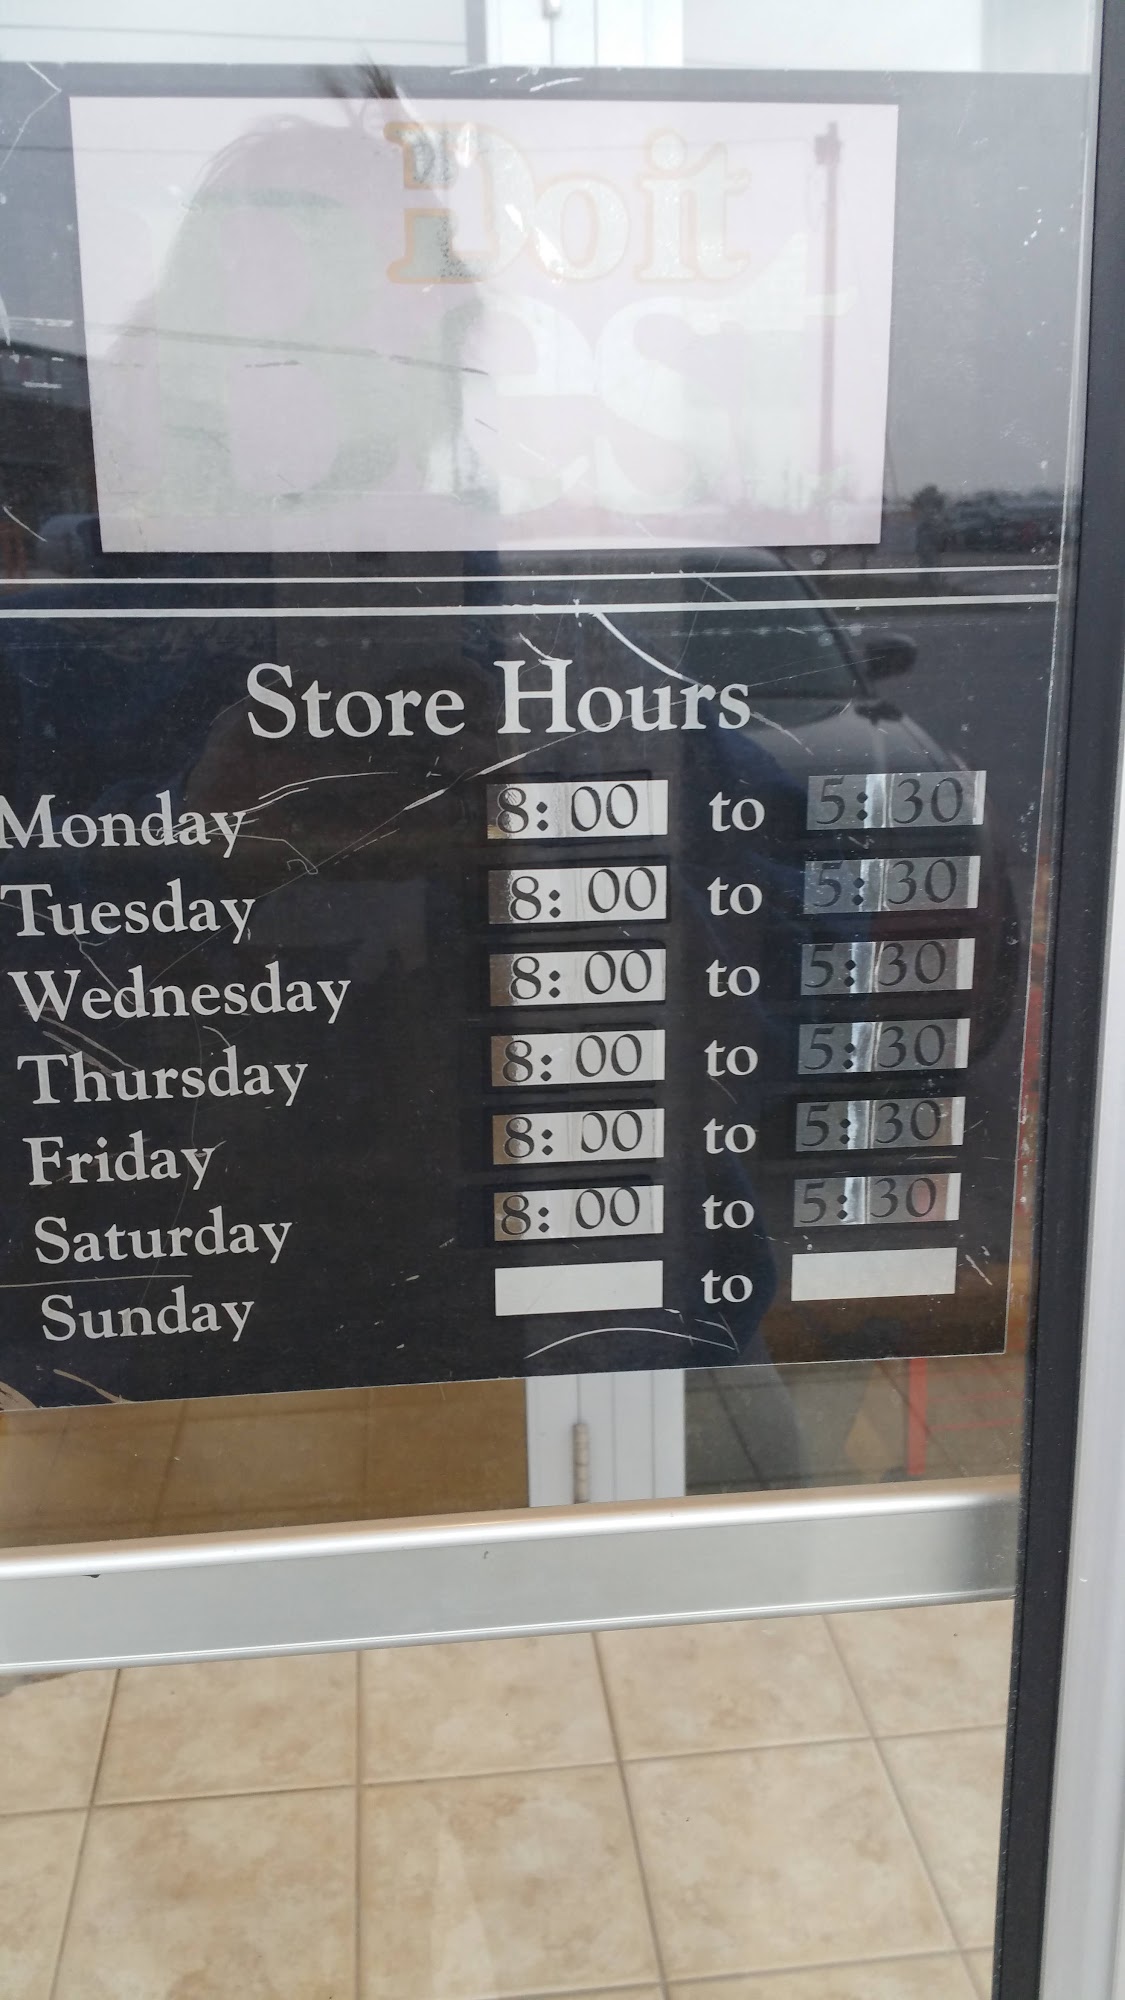 Do it
Best
Store Hours
Monday 8:00 to 5:30
Tuesday 8:00 to 5:30
Wednesday 8:00 to 5:30
Thursday 8:00 to 5:30
Friday 8:00 to 5:30
Saturday 8:00 to 5:30
Sunday to